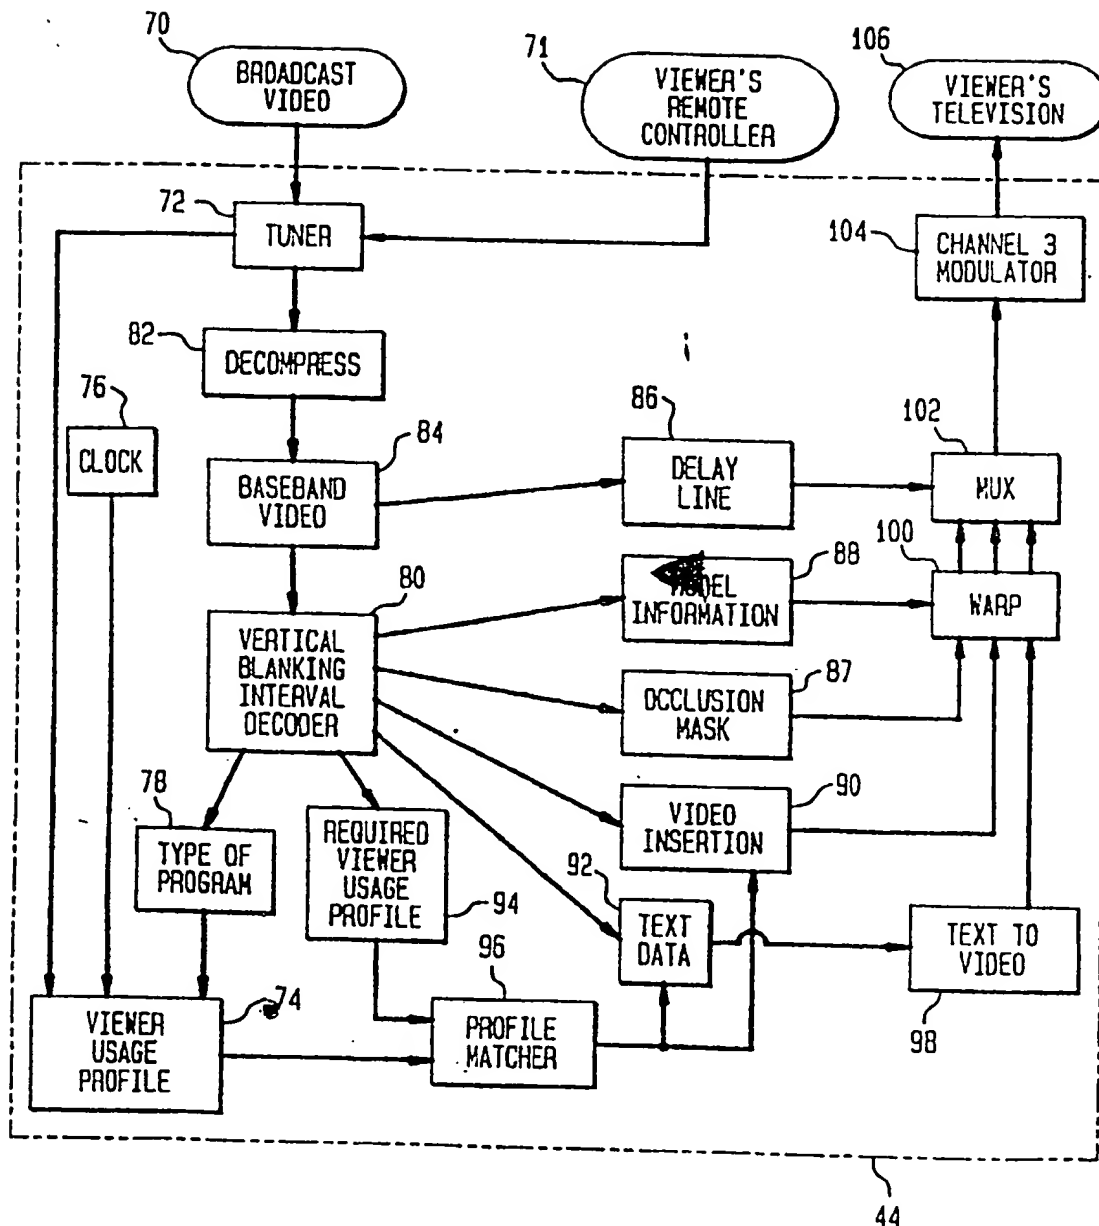 70
BROADCAST
VIDEO
71
VIEWER'S
REMOTE
CONTROLLER
106
VIEWER'S
TELEVISION
72
TUNER
104
CHANNEL 3
MODULATOR
82
DECOMPRESS
76
CLOCK
84
BASEBAND
VIDEO
86
DELAY
LINE
102
MUX
80
VERTICAL
BLANKING
INTERVAL
DECODER
88
MODEL
INFORMATION
100
WARP
87
OCCLUSION
MASK
78
TYPE OF
PROGRAM
REQUIRED
VIEWER
USAGE
PROFILE
94
90
VIDEO
INSERTION
92
TEXT
DATA
TEXT TO
VIDEO
98
74
VIEWER
USAGE
PROFILE
96
PROFILE
MATCHER
44